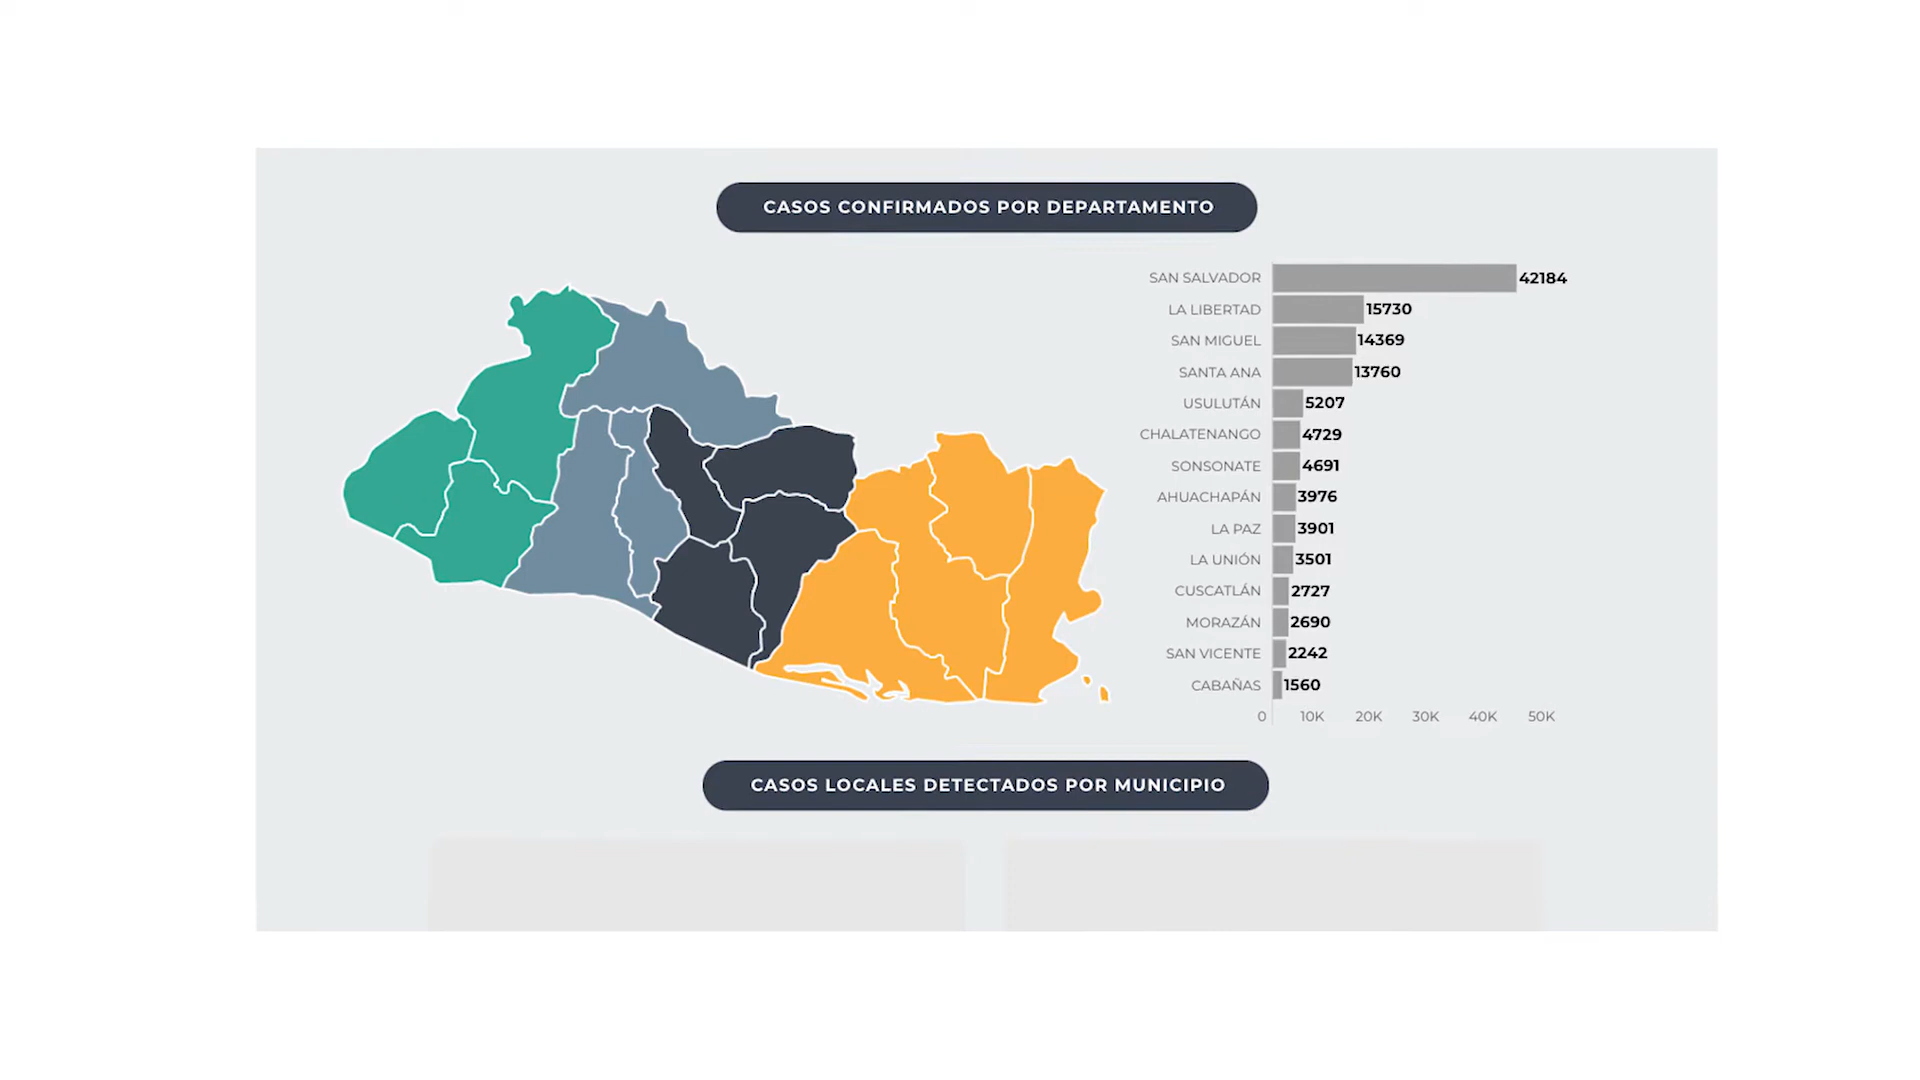 CASOS CONFIRMADOS POR DEPARTAMENTO
SAN SALVADOR 42184
LA LIBERTAD 15730
SAN MIGUEL 14369
SANTA ANA 13760
USULUTÁN 5207
CHALATENANGO 4729
SONSONATE 4691
AHUACHAPÁN 3976
LA PAZ 3901
LA UNIÓN 3501
CUSCATLÁN 2727
MORAZÁN 2690
SAN VICENTE 2242
CABAÑAS 1560
0 10K 20K 30K 40K 50K
CASOS LOCALES DETECTADOS POR MUNICIPIO